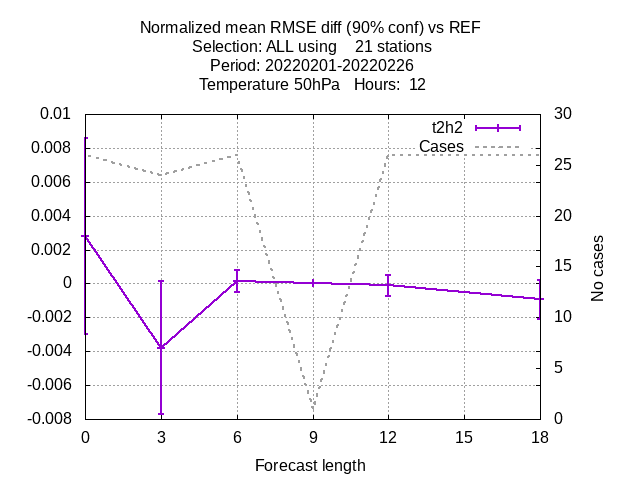 Normalized mean RMSE diff (90% conf) vs REF
Selection: ALL using    21 stations
Period: 20220201-20220226
Temperature 50hPa   Hours:  12
0.01
0.008
0.006
0.004
0.002
0
-0.002
-0.004
-0.006
-0.008
t2h2
Cases
30
25
20
15
10
5
0
No cases
0 3 6 9 12 15 18
Forecast length